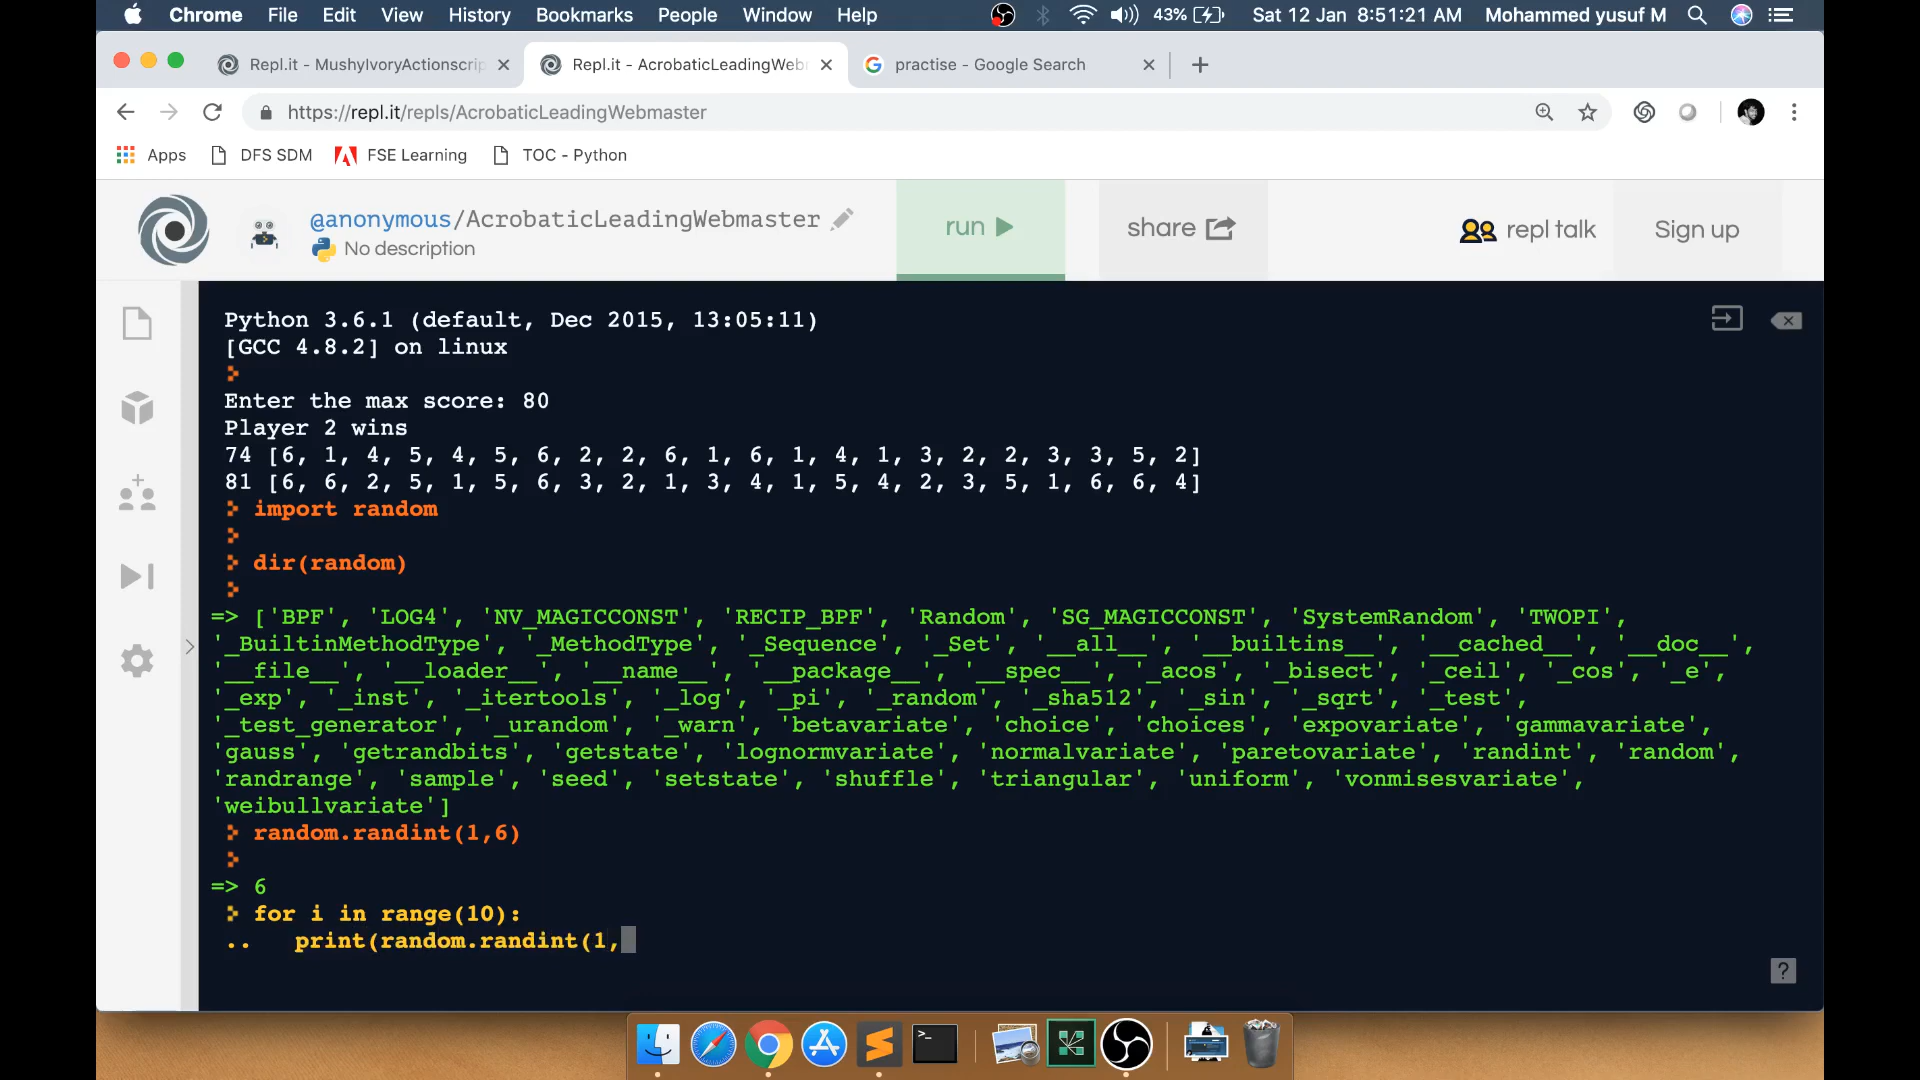 Chrome File Edit View History Bookmarks People Window Help 43% Sat 12 Jan 8:51:21 AM Mohammed yusuf M
Repl.it - MushyIvoryActionscrip Repl.it - AcrobaticLeadingWebm practise - Google Search
https://repl.it/repls/AcrobaticLeadingWebmaster
Apps DFS SDM FSE Learning TOC - Python
@anonymous/AcrobaticLeadingWebmaster
No description
run share repl talk Sign up
Python 3.6.1 (default, Dec 2015, 13:05:11)
[GCC 4.8.2] on linux
Enter the max score: 80
Player 2 wins
74 [6, 1, 4, 5, 4, 5, 6, 2, 2, 6, 1, 6, 1, 4, 1, 3, 2, 2, 3, 3, 5, 2]
81 [6, 6, 2, 5, 1, 5, 6, 3, 2, 1, 3, 4, 1, 5, 4, 2, 3, 5, 1, 6, 6, 4]
import random
dir(random)
=> ['BPF', 'LOG4', 'NV_MAGICCONST', 'RECIP_BPF', 'Random', 'SG_MAGICCONST', 'SystemRandom', 'TWOPI',
'_BuiltinMethodType', '_MethodType', '_Sequence', '_Set', '__all__', '__builtins__', '__cached__', '__doc__',
'__file__', '__loader__', '__name__', '__package__', '__spec__', '_acos', '_bisect', '_ceil', '_cos', '_e',
'_exp', '_inst', '_itertools', '_log', '_pi', '_random', '_sha512', '_sin', '_sqrt', '_test',
'_test_generator', '_urandom', '_warn', 'betavariate', 'choice', 'choices', 'expovariate', 'gammavariate',
'gauss', 'getrandbits', 'getstate', 'lognormvariate', 'normalvariate', 'paretovariate', 'randint', 'random',
'randrange', 'sample', 'seed', 'setstate', 'shuffle', 'triangular', 'uniform', 'vonmisesvariate',
'weibullvariate']
random.randint(1,6)
=> 6
for i in range(10):
.. print(random.randint(1,
?